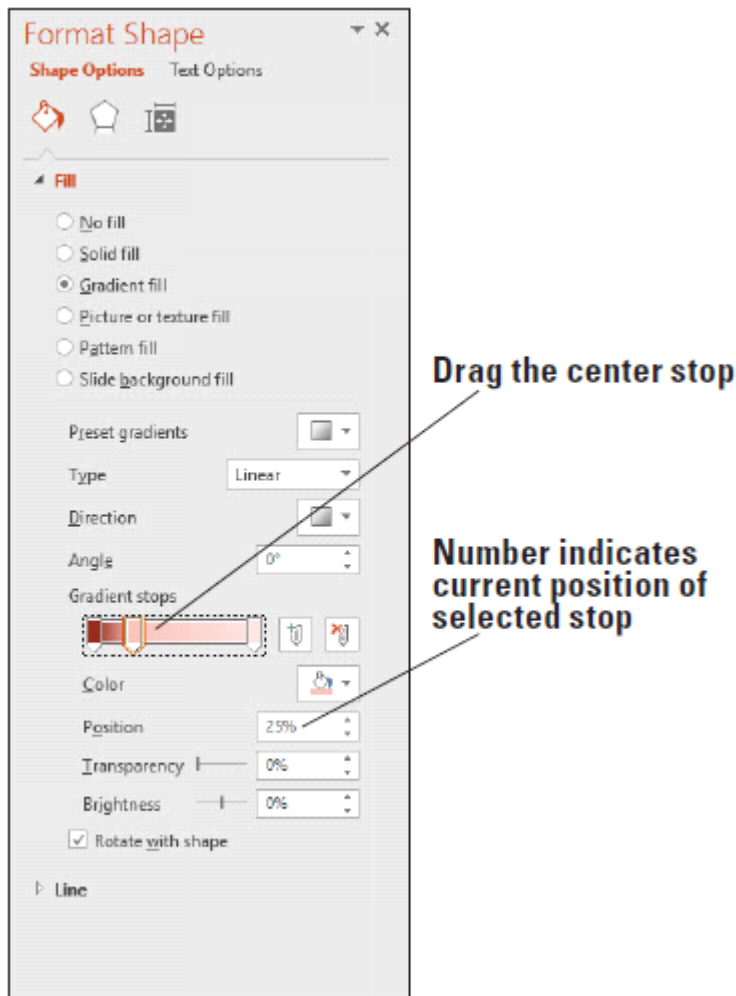 Format Shape
Shape Options Text Options
Fill
No fill
Solid fill
Gradient fill
Picture or texture fill
Pattern fill
Slide background fill
Drag the center stop
Preset gradients
Type Linear
Direction
Angle 0°
Number indicates
current position of
selected stop
Gradient stops
Color
Position 25%
Transparency 0%
Brightness 0%
Rotate with shape
Line